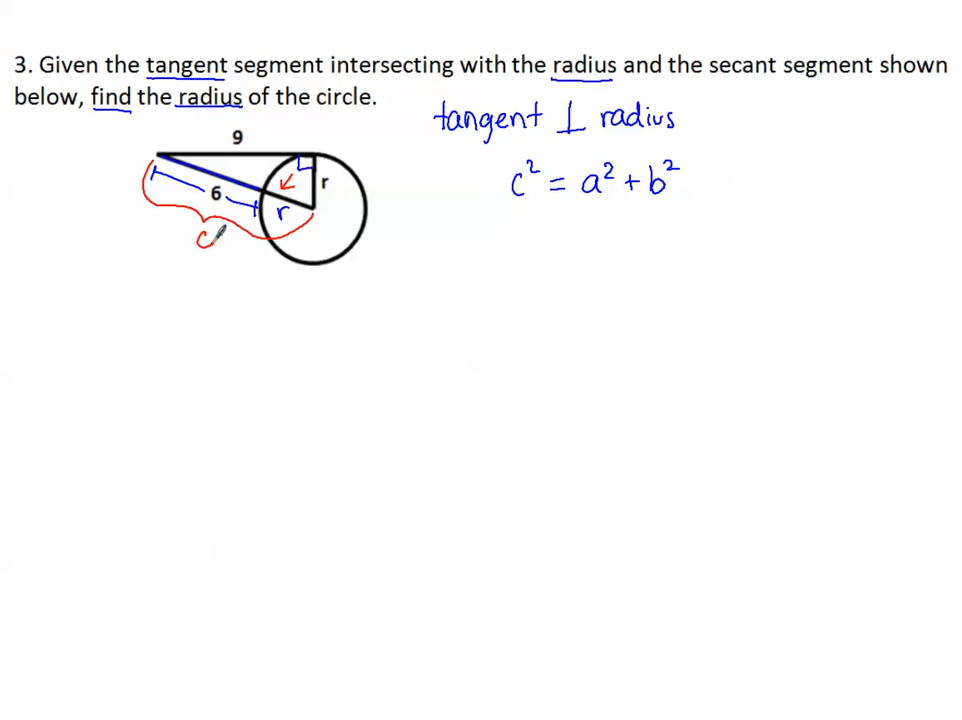 3. Given the tangent segment intersecting with the radius and the secant segment shown
below, find the radius of the circle.
tangent ⊥ radius
9
c² = a² + b²
r
6
r
c